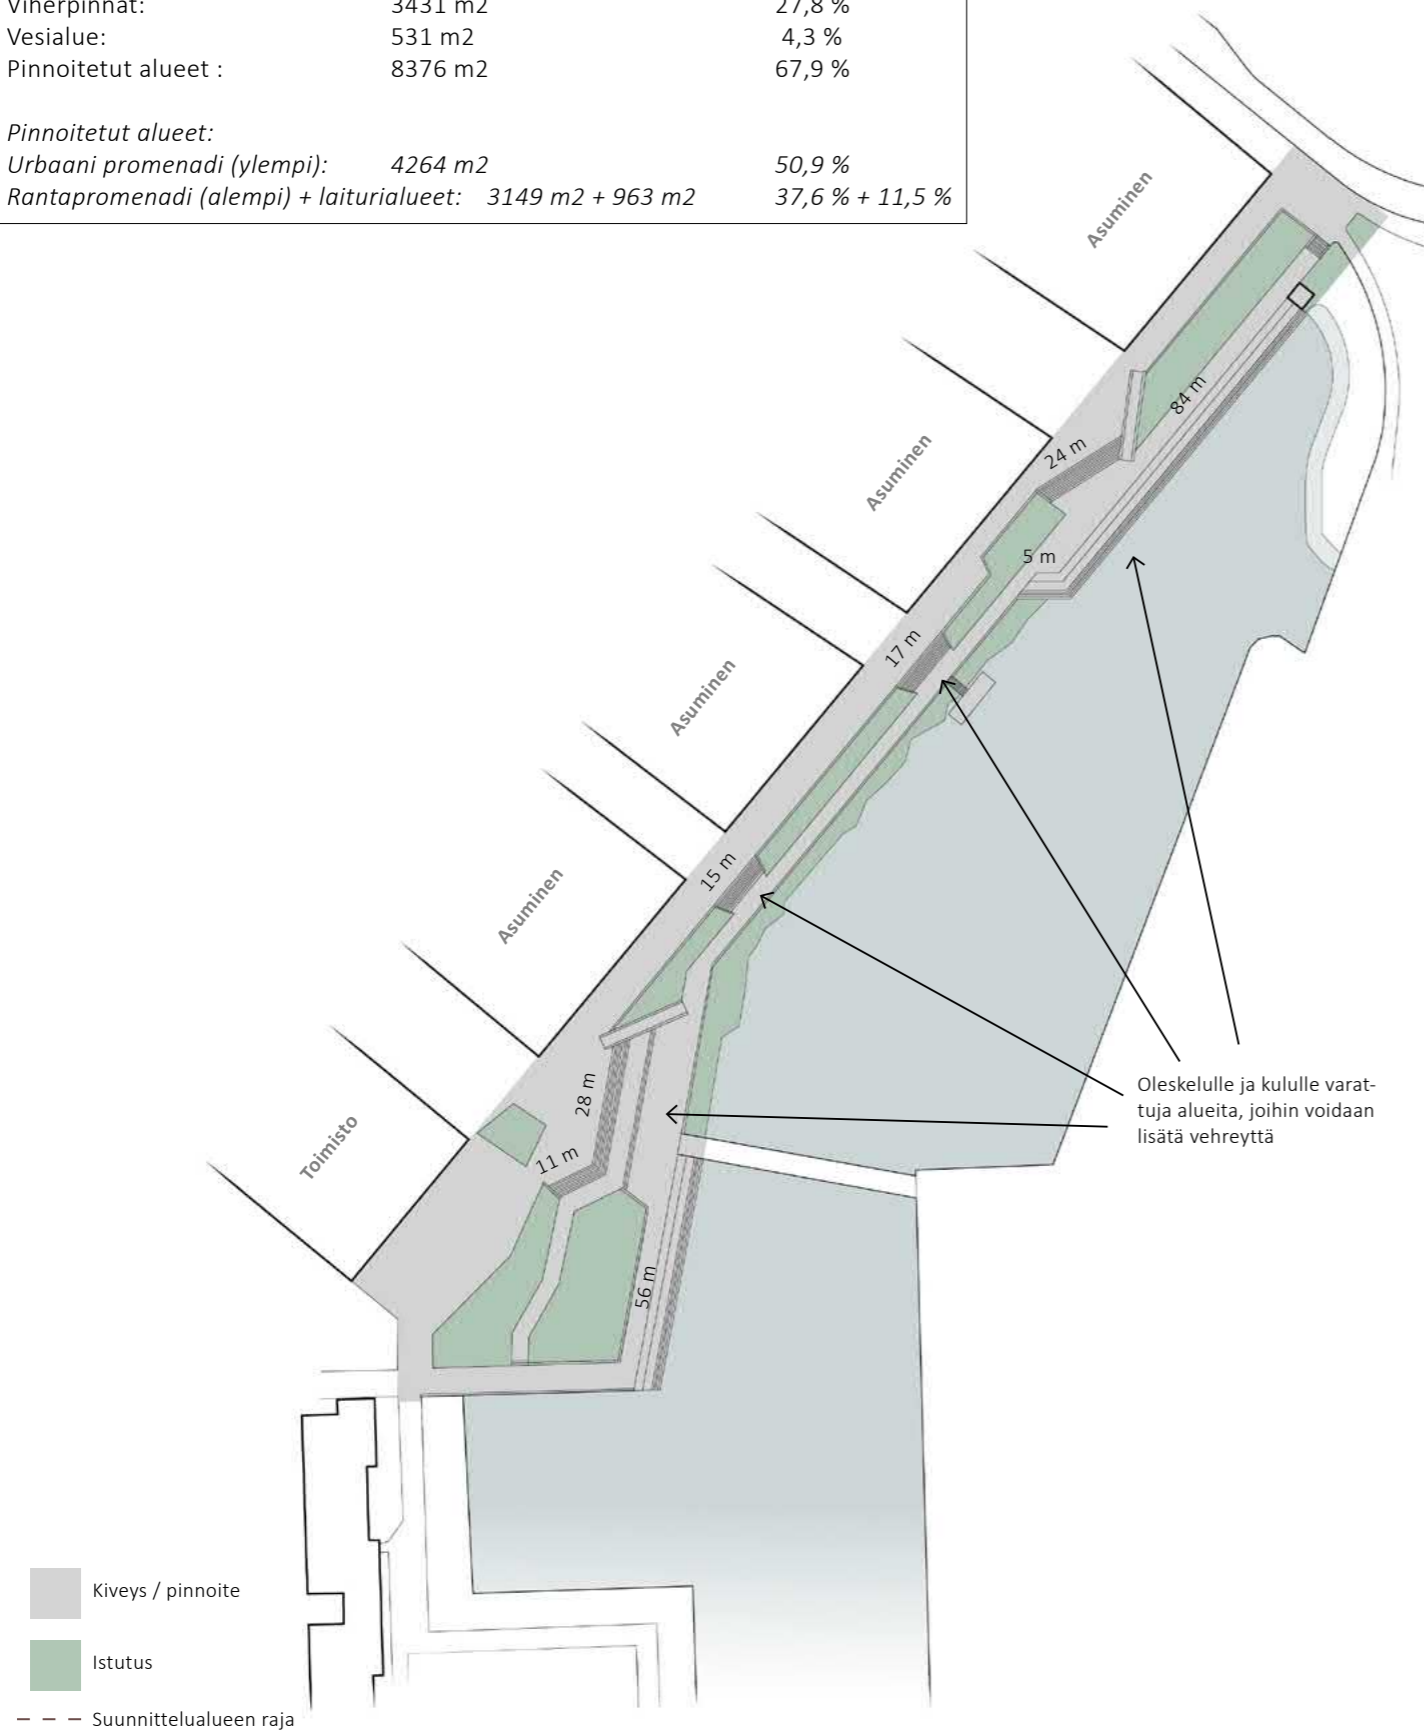 Viherpinnat: 3431 m2 27,8 %
Vesialue: 531 m2 4,3 %
Pinnoitetut alueet : 8376 m2 67,9 %
Pinnoitetut alueet:
Urbaani promenadi (ylempi): 4264 m2 50,9 %
Rantapromenadi (alempi) + laiturialueet: 3149 m2 + 963 m2 37,6 % + 11,5 %
Asuminen
84 m
24 m
Asuminen
5 m
17 m
Asuminen
15 m
Asuminen
28 m
Toimisto
11 m
56 m
Oleskelulle ja kululle varat-
tuja alueita, joihin voidaan
lisätä vehreyttä
Kiveys / pinnoite
Istutus
Suunnittelualueen raja